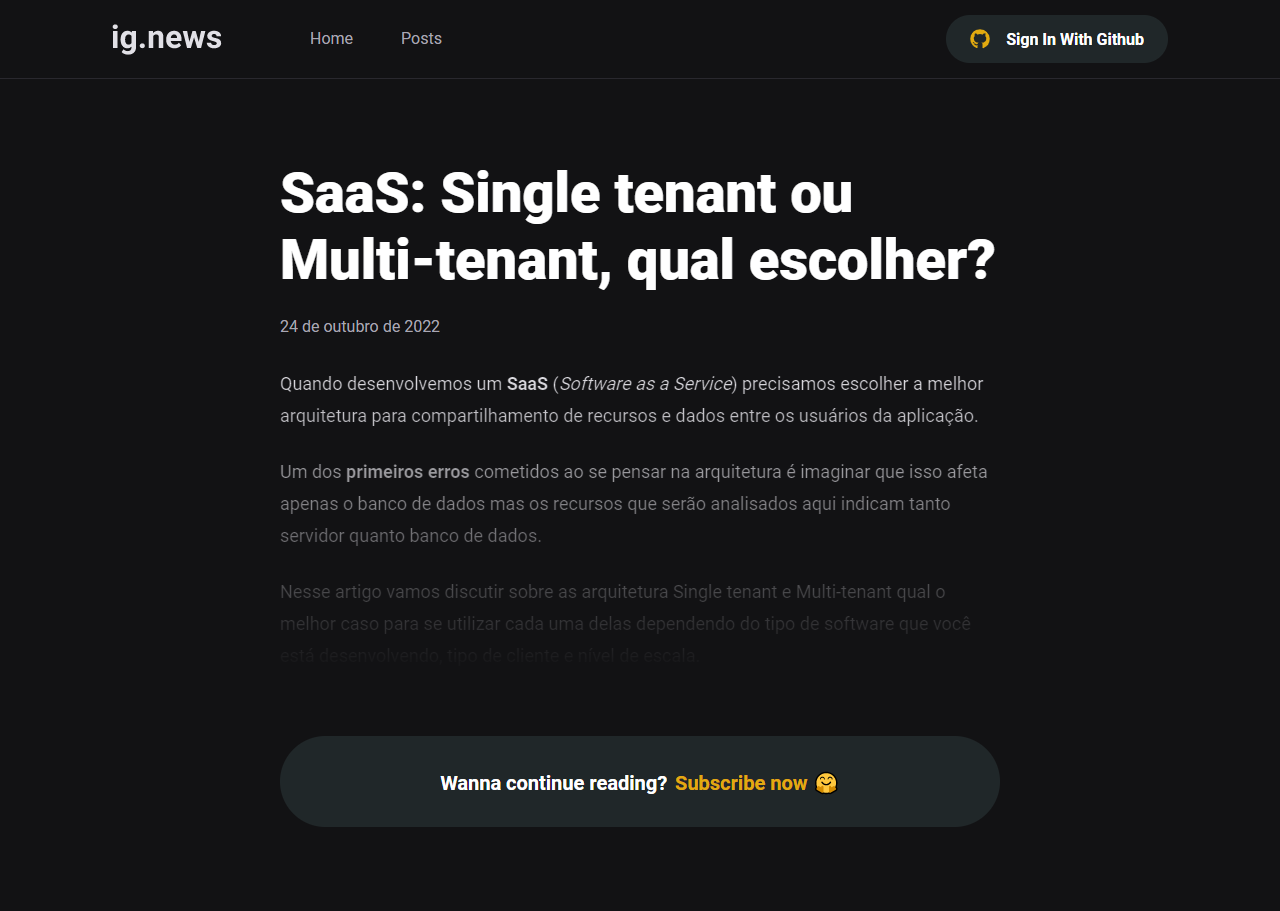 ig.news
Home
Posts
Sign In With Github
SaaS: Single tenant ou
Multi-tenant, qual escolher?
24 de outubro de 2022
Quando desenvolvemos um SaaS (Software as a Service) precisamos escolher a melhor
arquitetura para compartilhamento de recursos e dados entre os usuários da aplicação.
Um dos primeiros erros cometidos ao se pensar na arquitetura é imaginar que isso afeta
apenas o banco de dados mas os recursos que serão analisados aqui indicam tanto
servidor quanto banco de dados.
Nesse artigo vamos discutir sobre as arquitetura Single tenant e Multi-tenant qual o
melhor caso para se utilizar cada uma delas dependendo do tipo de software que você
está desenvolvendo, tipo de cliente e nível de escala
Wanna continue reading? Subscribe now 🤗